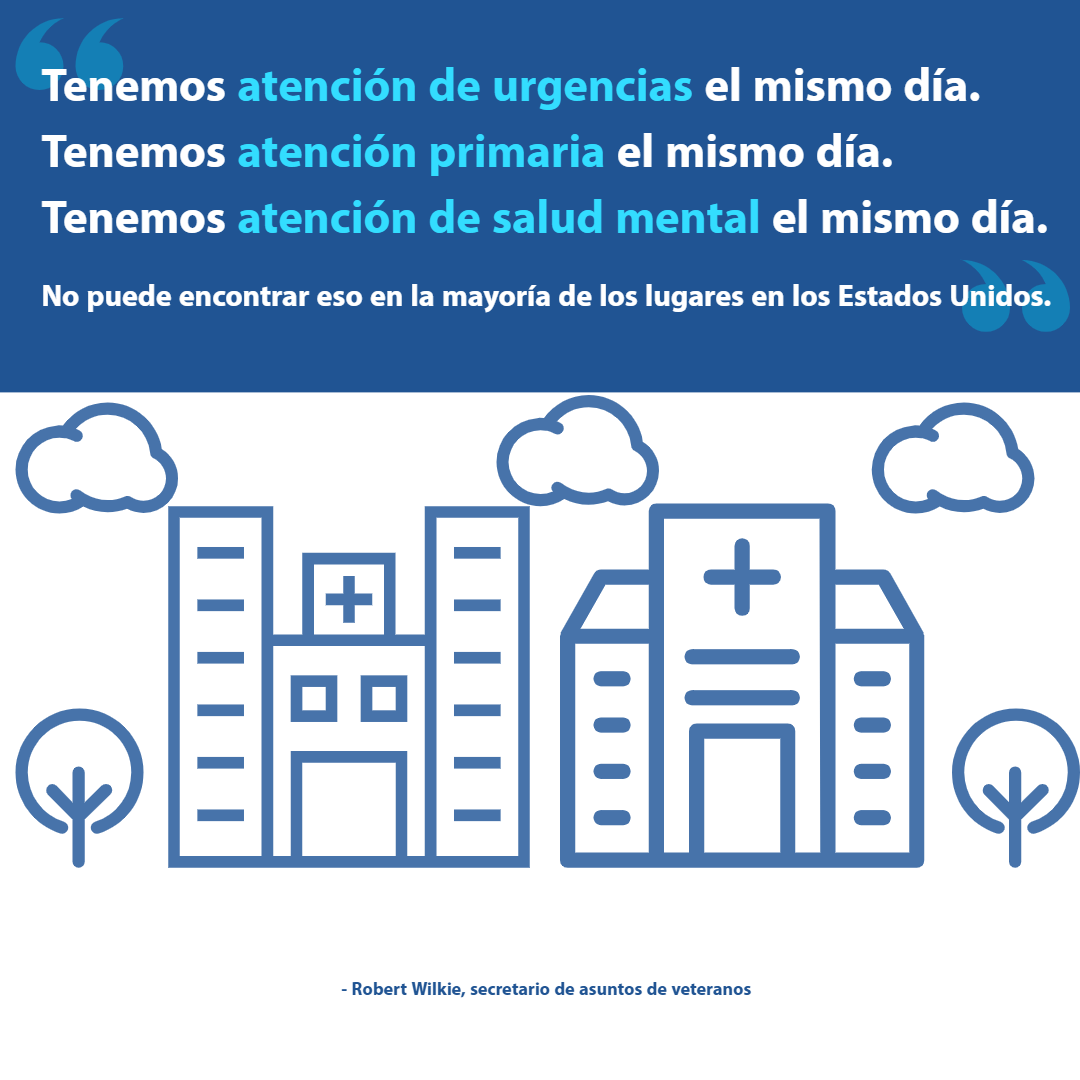 Tenemos atención de urgencias el mismo día.
Tenemos atención primaria el mismo día.
Tenemos atención de salud mental el mismo día.
No puede encontrar eso en la mayoría de los lugares en los Estados Unidos.
- Robert Wilkie, secretario de asuntos de veteranos